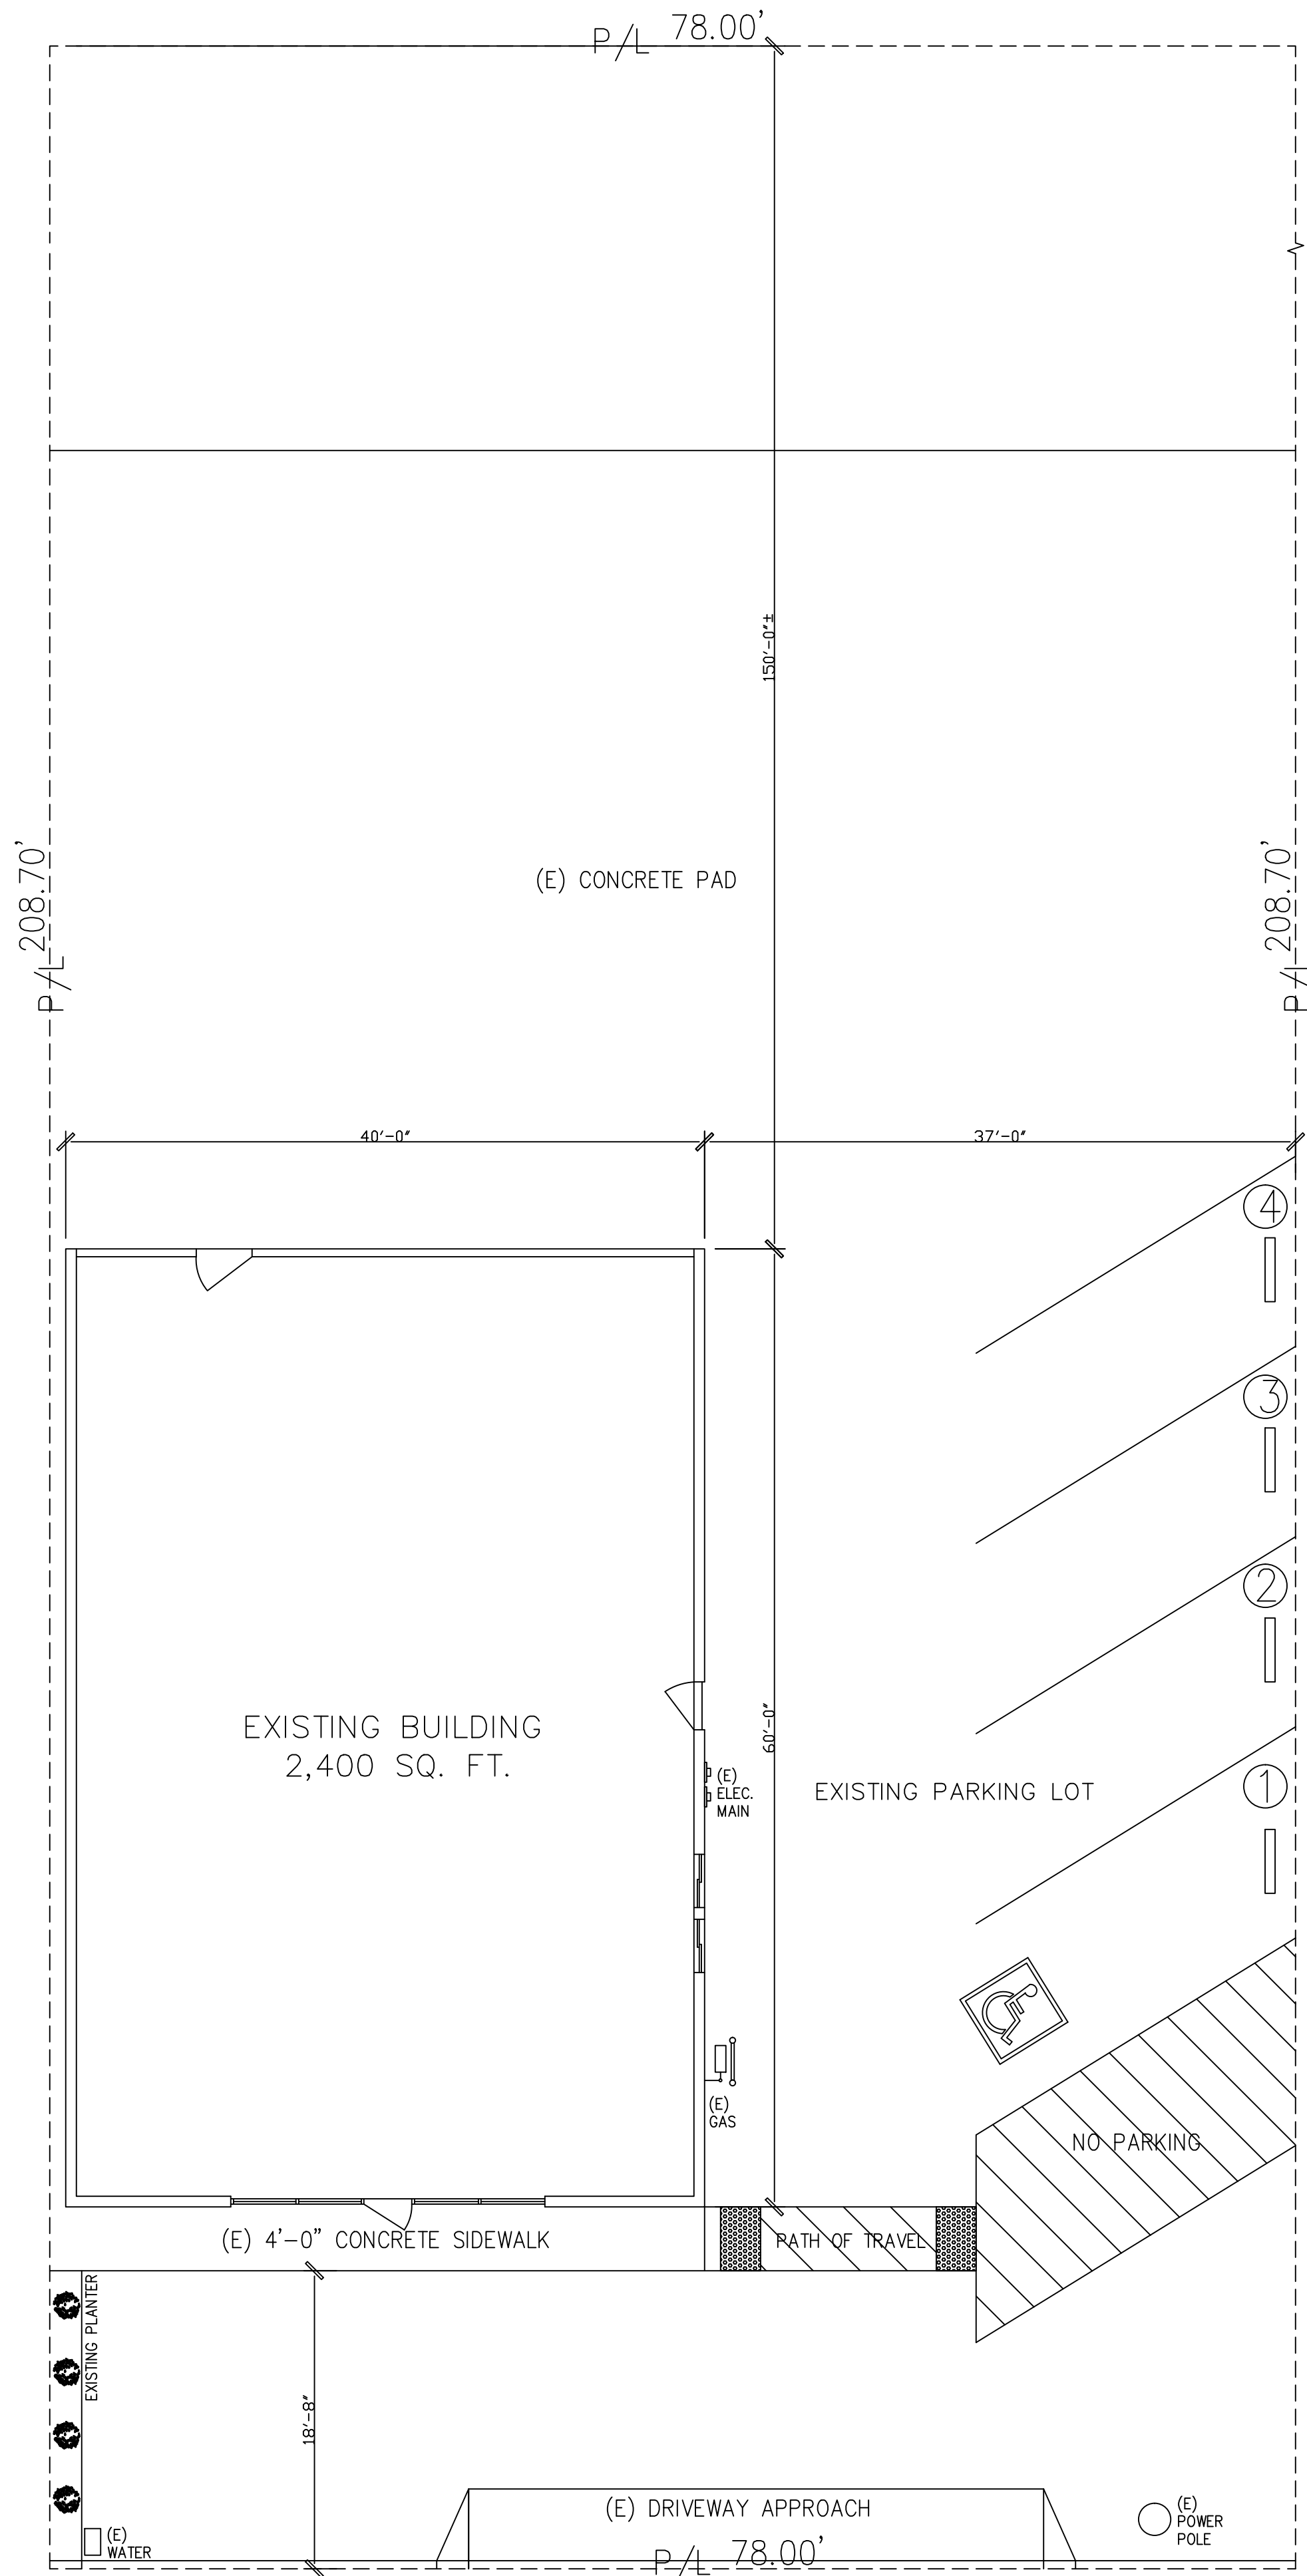 P/L 78.00'
150'-0"±
208.70'
P/L
(E) CONCRETE PAD
208.70'
P/L
40'-0"
37'-0"
4
3
2
60'-0"
EXISTING BUILDING
2,400 SQ. FT.
(E)
ELEC.
MAIN
EXISTING PARKING LOT
1
(E)
GAS
NO PARKING
(E) 4'-0" CONCRETE SIDEWALK
PATH OF TRAVEL
EXISTING PLANTER
18'-8"
(E) DRIVEWAY APPROACH
(E)
POWER
POLE
(E)
WATER
P/L 78.00'